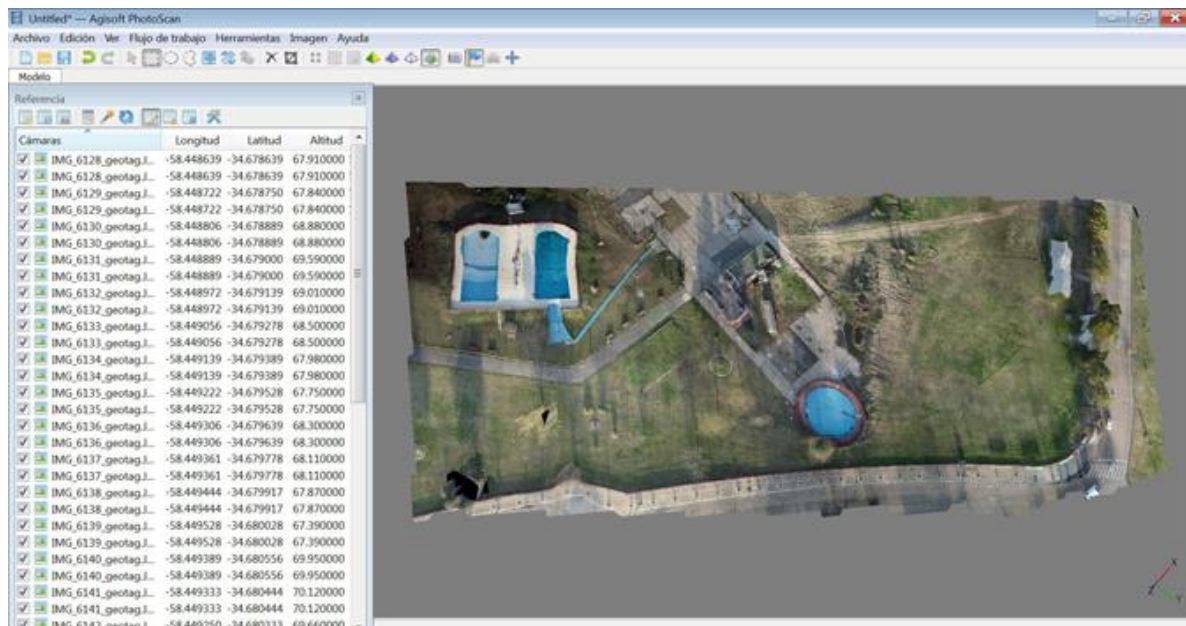 Untitled* — Agisoft PhotoScan
Archivo Edición Ver Flujo de trabajo Herramientas Imagen Ayuda
Modelo
Referencia
Cámaras Longitud Latitud Altitud
IMG_6128_geotag.J... -58.448639 -34.678639 67.910000
IMG_6128_geotag.J... -58.448639 -34.678639 67.910000
IMG_6129_geotag.J... -58.448722 -34.678750 67.840000
IMG_6129_geotag.J... -58.448722 -34.678750 67.840000
IMG_6130_geotag.J... -58.448806 -34.678889 68.880000
IMG_6130_geotag.J... -58.448806 -34.678889 68.880000
IMG_6131_geotag.J... -58.448889 -34.679000 69.590000
IMG_6131_geotag.J... -58.448889 -34.679000 69.590000
IMG_6132_geotag.J... -58.448972 -34.679139 69.010000
IMG_6132_geotag.J... -58.448972 -34.679139 69.010000
IMG_6133_geotag.J... -58.449056 -34.679278 68.500000
IMG_6133_geotag.J... -58.449056 -34.679278 68.500000
IMG_6134_geotag.J... -58.449139 -34.679389 67.980000
IMG_6134_geotag.J... -58.449139 -34.679389 67.980000
IMG_6135_geotag.J... -58.449222 -34.679528 67.750000
IMG_6135_geotag.J... -58.449222 -34.679528 67.750000
IMG_6136_geotag.J... -58.449306 -34.679639 68.300000
IMG_6136_geotag.J... -58.449306 -34.679639 68.300000
IMG_6137_geotag.J... -58.449361 -34.679778 68.110000
IMG_6137_geotag.J... -58.449361 -34.679778 68.110000
IMG_6138_geotag.J... -58.449444 -34.679917 67.870000
IMG_6138_geotag.J... -58.449444 -34.679917 67.870000
IMG_6139_geotag.J... -58.449528 -34.680028 67.390000
IMG_6139_geotag.J... -58.449528 -34.680028 67.390000
IMG_6140_geotag.J... -58.449389 -34.680556 69.950000
IMG_6140_geotag.J... -58.449389 -34.680556 69.950000
IMG_6141_geotag.J... -58.449333 -34.680444 70.120000
IMG_6141_geotag.J... -58.449333 -34.680444 70.120000
IMG_6142_geotag.J... -58.449250 -34.680333 69.660000
X
Z
Y